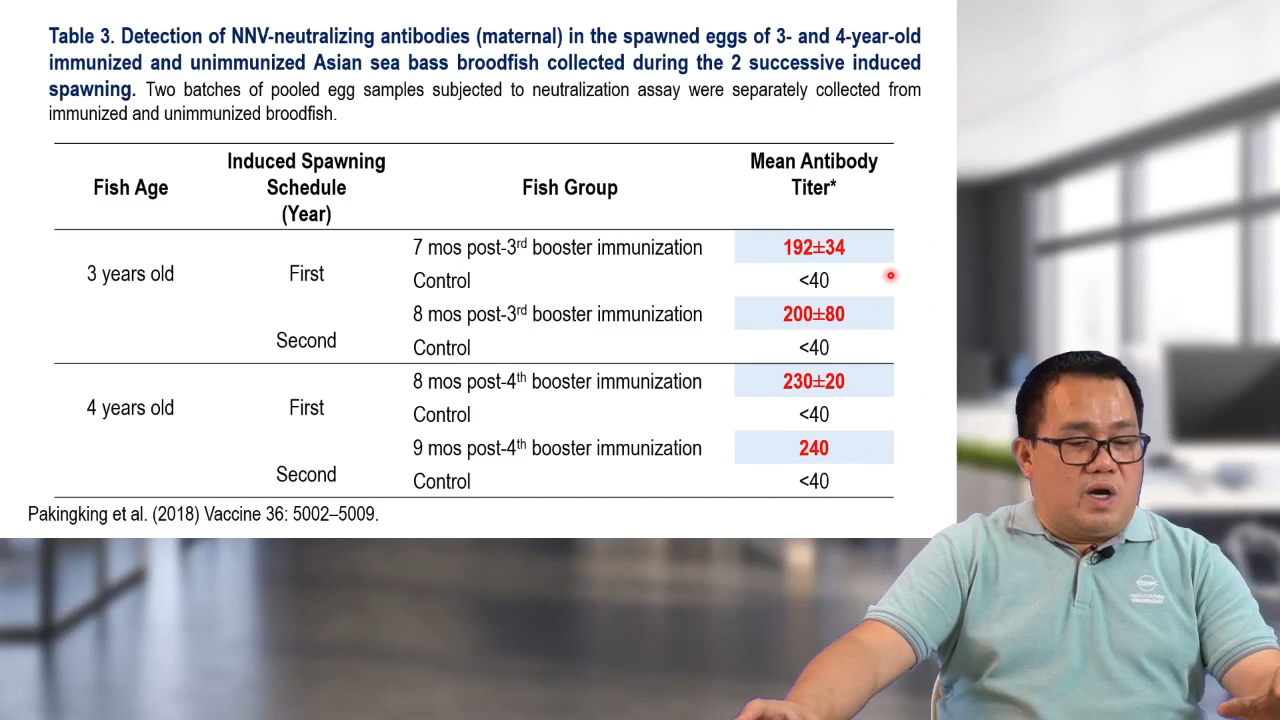 Table 3. Detection of NNV-neutralizing antibodies (maternal) in the spawned eggs of 3- and 4-year-old
immunized and unimmunized Asian sea bass broodfish collected during the 2 successive induced
spawning. Two batches of pooled egg samples subjected to neutralization assay were separately collected from
immunized and unimmunized broodfish.
Fish Age
Induced Spawning
Schedule
(Year)
Fish Group
Mean Antibody
Titer*
3 years old
First
7 mos post-3rd booster immunization
192±34
Control
<40
Second
8 mos post-3rd booster immunization
200±80
Control
<40
4 years old
First
8 mos post-4th booster immunization
230±20
Control
<40
Second
9 mos post-4th booster immunization
240
Control
<40
Pakingking et al. (2018) Vaccine 36: 5002–5009.